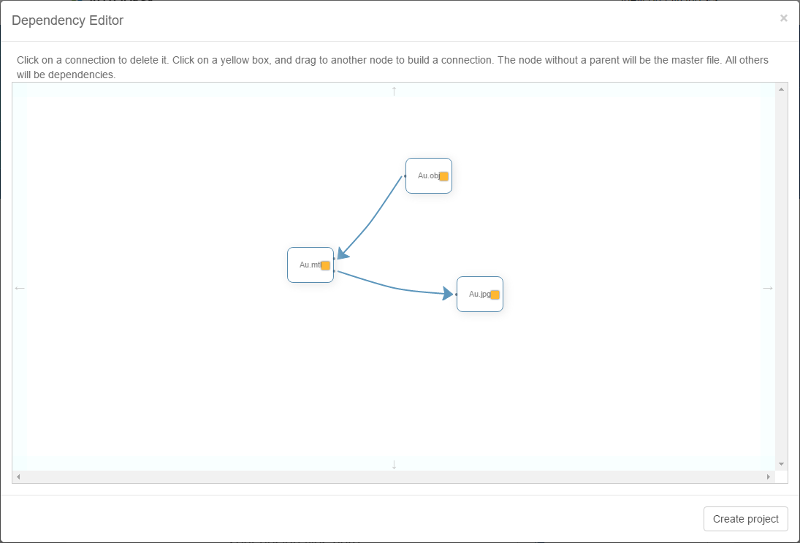 Dependency Editor
×
Click on a connection to delete it. Click on a yellow box, and drag to another node to build a connection. The node without a parent will be the master file. All others
will be dependencies.
Au.obj
Au.mtl
Au.jpg
Create project